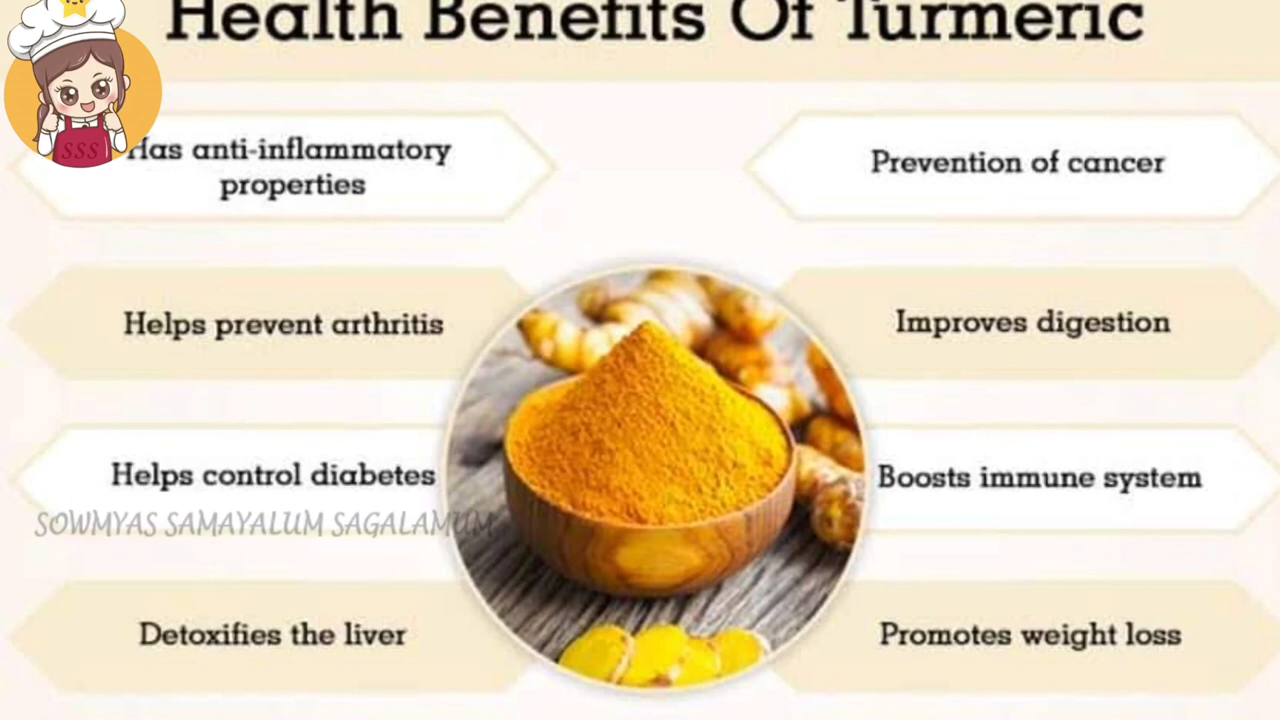 Health Benefits Of Turmeric
SSS
Has anti-inflammatory
properties
Prevention of cancer
Helps prevent arthritis
Improves digestion
Helps control diabetes
Boosts immune system
SOWMYAS SAMAYALUM SAGALAMUM
Detoxifies the liver
Promotes weight loss